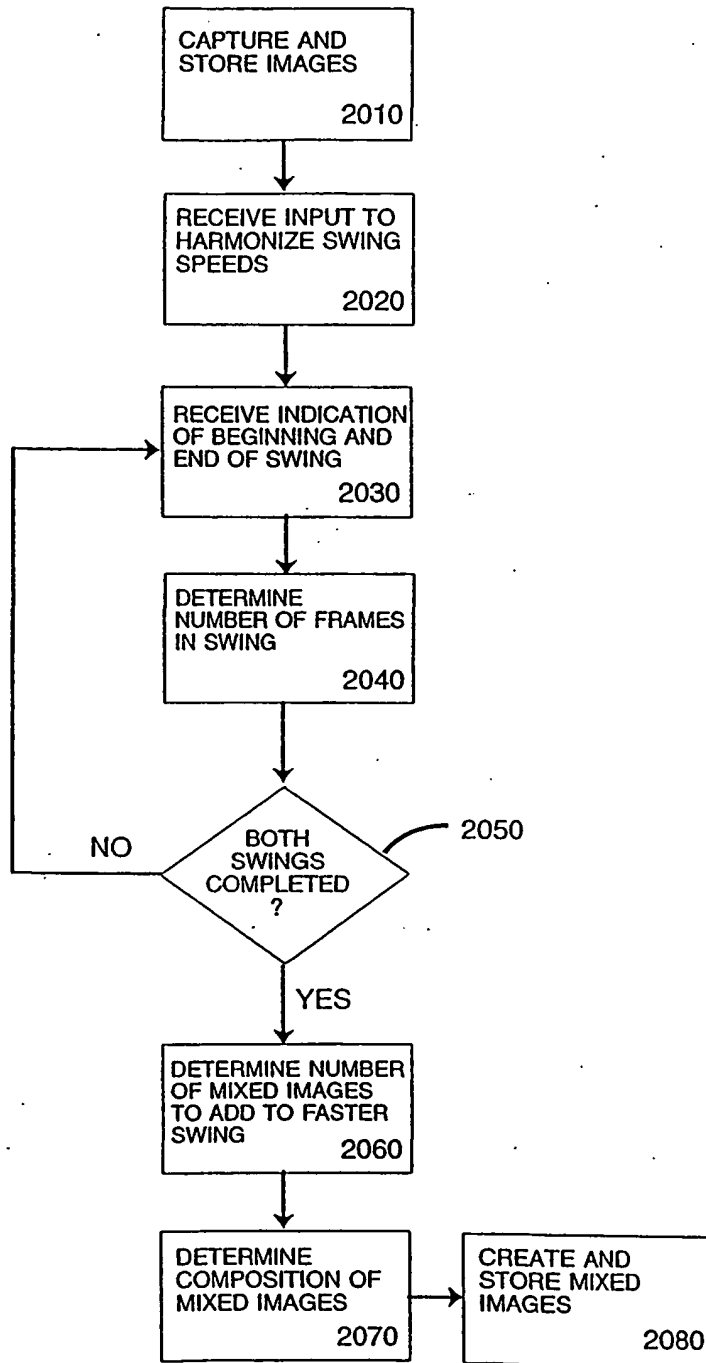 CAPTURE AND
STORE IMAGES
2010
RECEIVE INPUT TO
HARMONIZE SWING
SPEEDS
2020
RECEIVE INDICATION
OF BEGINNING AND
END OF SWING
2030
DETERMINE
NUMBER OF FRAMES
IN SWING
2040
BOTH
SWINGS
COMPLETED
?
2050
NO
YES
DETERMINE NUMBER
OF MIXED IMAGES
TO ADD TO FASTER
SWING
2060
DETERMINE
COMPOSITION OF
MIXED IMAGES
2070
CREATE AND
STORE MIXED
IMAGES
2080